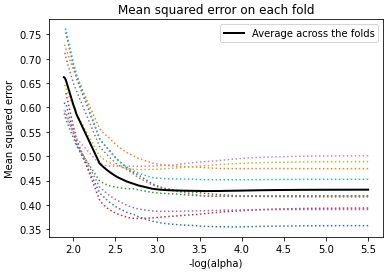 Mean squared error on each fold
Average across the folds
Mean squared error
0.75
0.70
0.65
0.60
0.55
0.50
0.45
0.40
0.35
2.0 2.5 3.0 3.5 4.0 4.5 5.0 5.5
-log(alpha)